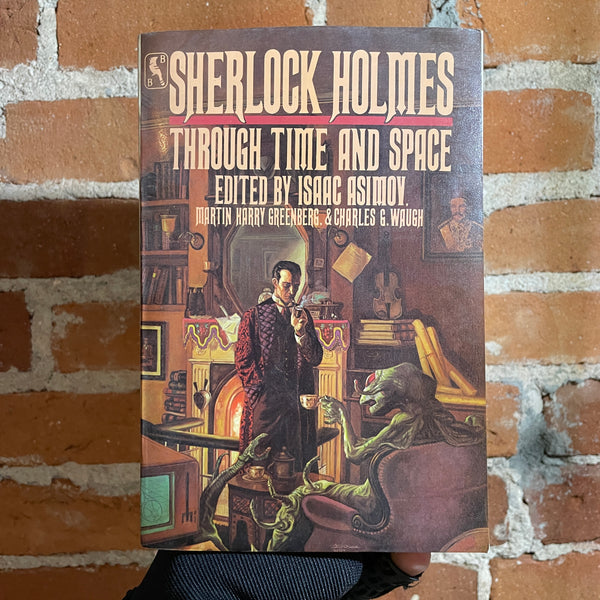 B B
SHERLOCK HOLMES
THROUGH TIME AND SPACE
EDITED BY ISAAC ASIMOV,
MARTIN HARRY GREENBERG, & CHARLES G. WAUGH